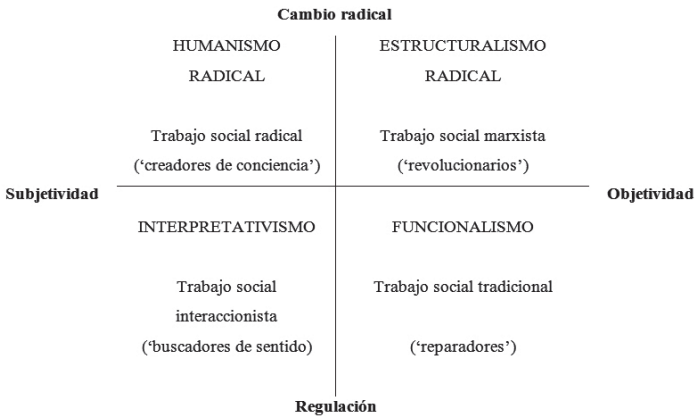 Cambio radical
HUMANISMO
RADICAL
Trabajo social radical
(‘creadores de conciencia’)
ESTRUCTURALISMO
RADICAL
Trabajo social marxista
(‘revolucionarios’)
Subjetividad
Objetividad
INTERPRETATIVISMO
Trabajo social
interaccionista
(‘buscadores de sentido)
FUNCIONALISMO
Trabajo social tradicional
(‘reparadores’)
Regulación